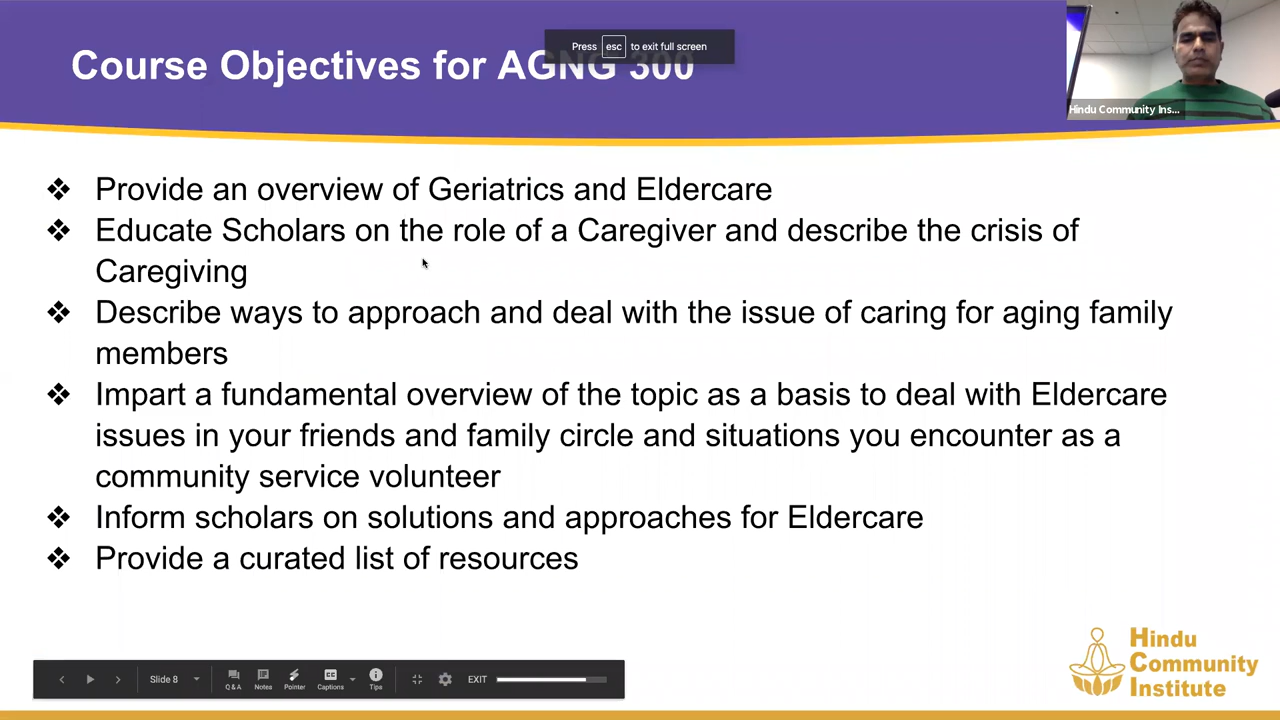 Course Objectives for AGNG 300
Press esc to exit full screen
Hindu Community Ins...
❖ Provide an overview of Geriatrics and Eldercare
❖ Educate Scholars on the role of a Caregiver and describe the crisis of
Caregiving
❖ Describe ways to approach and deal with the issue of caring for aging family
members
❖ Impart a fundamental overview of the topic as a basis to deal with Eldercare
issues in your friends and family circle and situations you encounter as a
community service volunteer
❖ Inform scholars on solutions and approaches for Eldercare
❖ Provide a curated list of resources
Slide 8
Q & A Notes Pointer CC Captions Tips EXIT
Hindu
Community
Institute